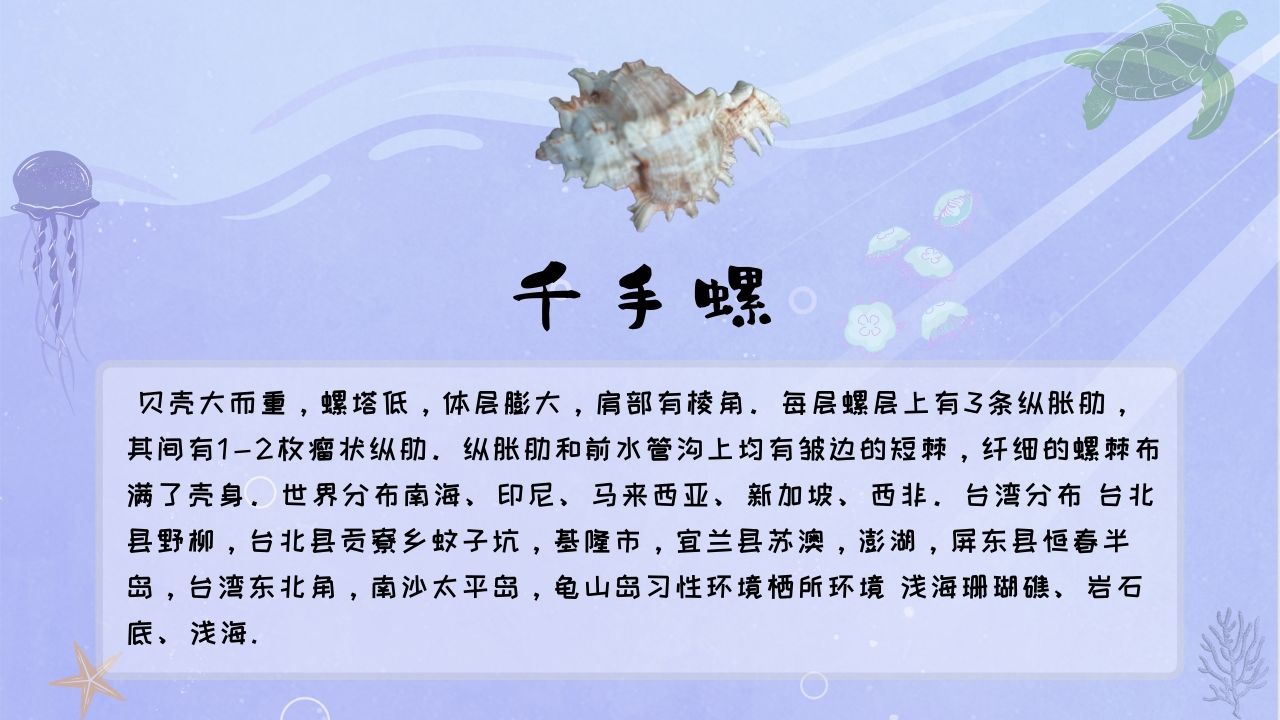 千手螺
贝壳大而重，螺塔低，体层膨大，肩部有棱角．每层螺层上有3条纵胀肋，
其间有1-2枚瘤状纵肋．纵胀肋和前水管沟上均有皱边的短棘，纤细的螺棘布
满了壳身．世界分布南海、印尼、马来西亚、新加坡、西非．台湾分布 台北
县野柳，台北县贡寮乡蚊子坑，基隆市，宜兰县苏澳，澎湖，屏东县恒春半
岛，台湾东北角，南沙太平岛，龟山岛习性环境栖所环境 浅海珊瑚礁、岩石
底、浅海．